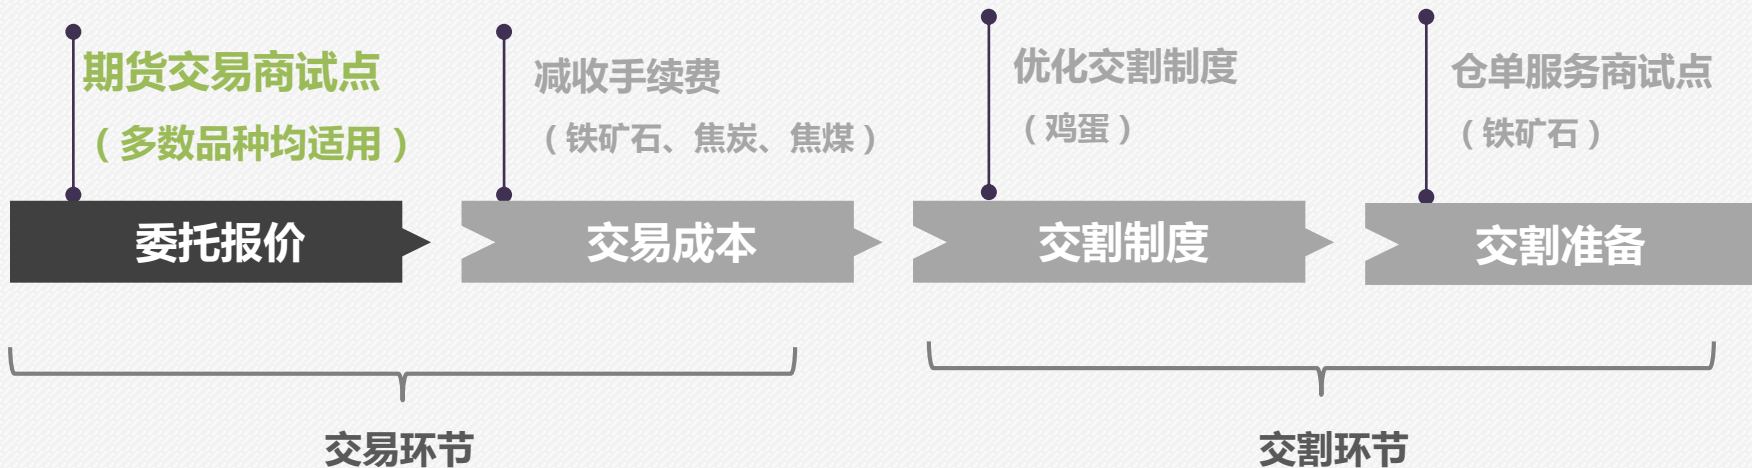 期货交易商试点
（多数品种均适用）
减收手续费
（铁矿石、焦炭、焦煤）
优化交割制度
（鸡蛋）
仓单服务商试点
（铁矿石）
委托报价
交易成本
交割制度
交割准备
交易环节
交割环节